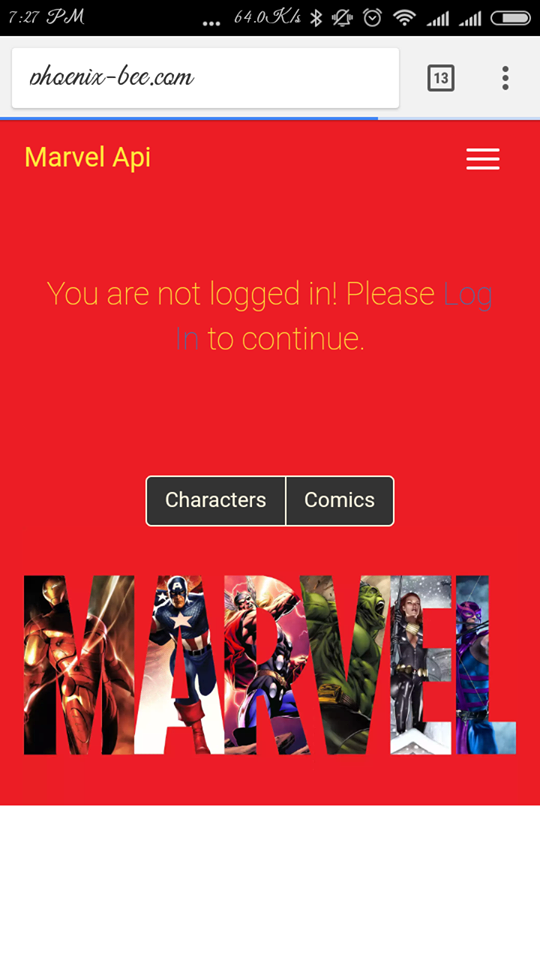 7:27 PM ... 64.0K/s
phoenix-bee.com 13
Marvel Api
You are not logged in! Please Log
In to continue.
Characters Comics
MARVEL